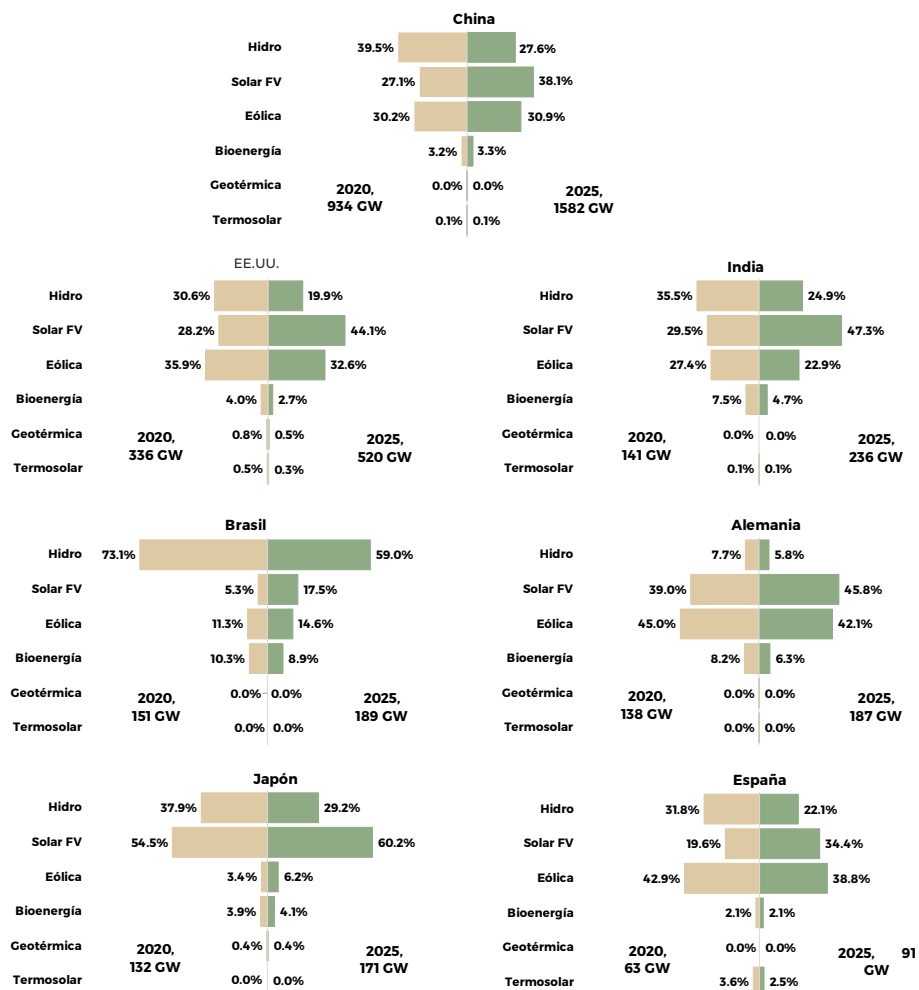 China
Hidro 39.5% 27.6%
Solar FV 27.1% 38.1%
Eólica 30.2% 30.9%
Bioenergía 3.2% 3.3%
Geotérmica 0.0% 0.0%
2020, 934 GW
2025, 1582 GW
Termosolar 0.1% 0.1%
EE.UU.
Hidro 30.6% 19.9%
Solar FV 28.2% 44.1%
Eólica 35.9% 32.6%
Bioenergía 4.0% 2.7%
Geotérmica 0.8% 0.5%
2020, 336 GW
2025, 520 GW
Termosolar 0.5% 0.3%
India
Hidro 35.5% 24.9%
Solar FV 29.5% 47.3%
Eólica 27.4% 22.9%
Bioenergía 7.5% 4.7%
Geotérmica 0.0% 0.0%
2020, 141 GW
2025, 236 GW
Termosolar 0.1% 0.1%
Brasil
Hidro 73.1% 59.0%
Solar FV 5.3% 17.5%
Eólica 11.3% 14.6%
Bioenergía 10.3% 8.9%
Geotérmica 0.0% 0.0%
2020, 151 GW
2025, 189 GW
Termosolar 0.0% 0.0%
Alemania
Hidro 7.7% 5.8%
Solar FV 39.0% 45.8%
Eólica 45.0% 42.1%
Bioenergía 8.2% 6.3%
Geotérmica 0.0% 0.0%
2020, 138 GW
2025, 187 GW
Termosolar 0.0% 0.0%
Japón
Hidro 37.9% 29.2%
Solar FV 54.5% 60.2%
Eólica 3.4% 6.2%
Bioenergía 3.9% 4.1%
Geotérmica 0.4% 0.4%
2020, 132 GW
2025, 171 GW
Termosolar 0.0% 0.0%
España
Hidro 31.8% 22.1%
Solar FV 19.6% 34.4%
Eólica 42.9% 38.8%
Bioenergía 2.1% 2.1%
Geotérmica 0.0% 0.0%
2020, 63 GW
2025, 91 GW
Termosolar 3.6% 2.5%